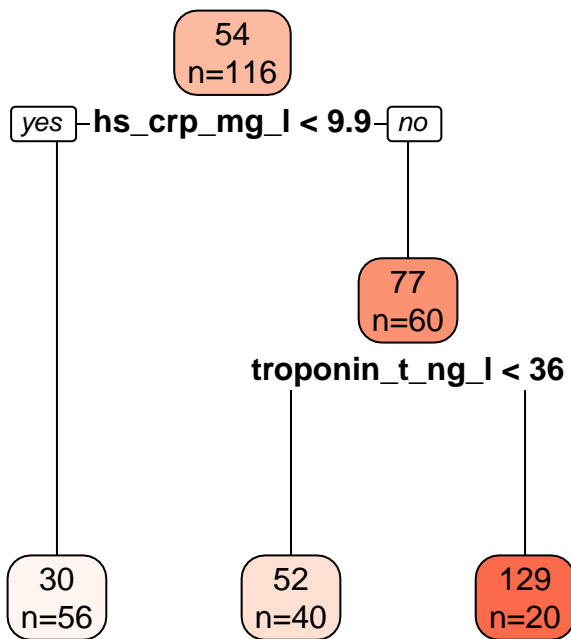 54
n=116
yes hs_crp_mg_l < 9.9 no
77
n=60
troponin_t_ng_l < 36
30
n=56
52
n=40
129
n=20